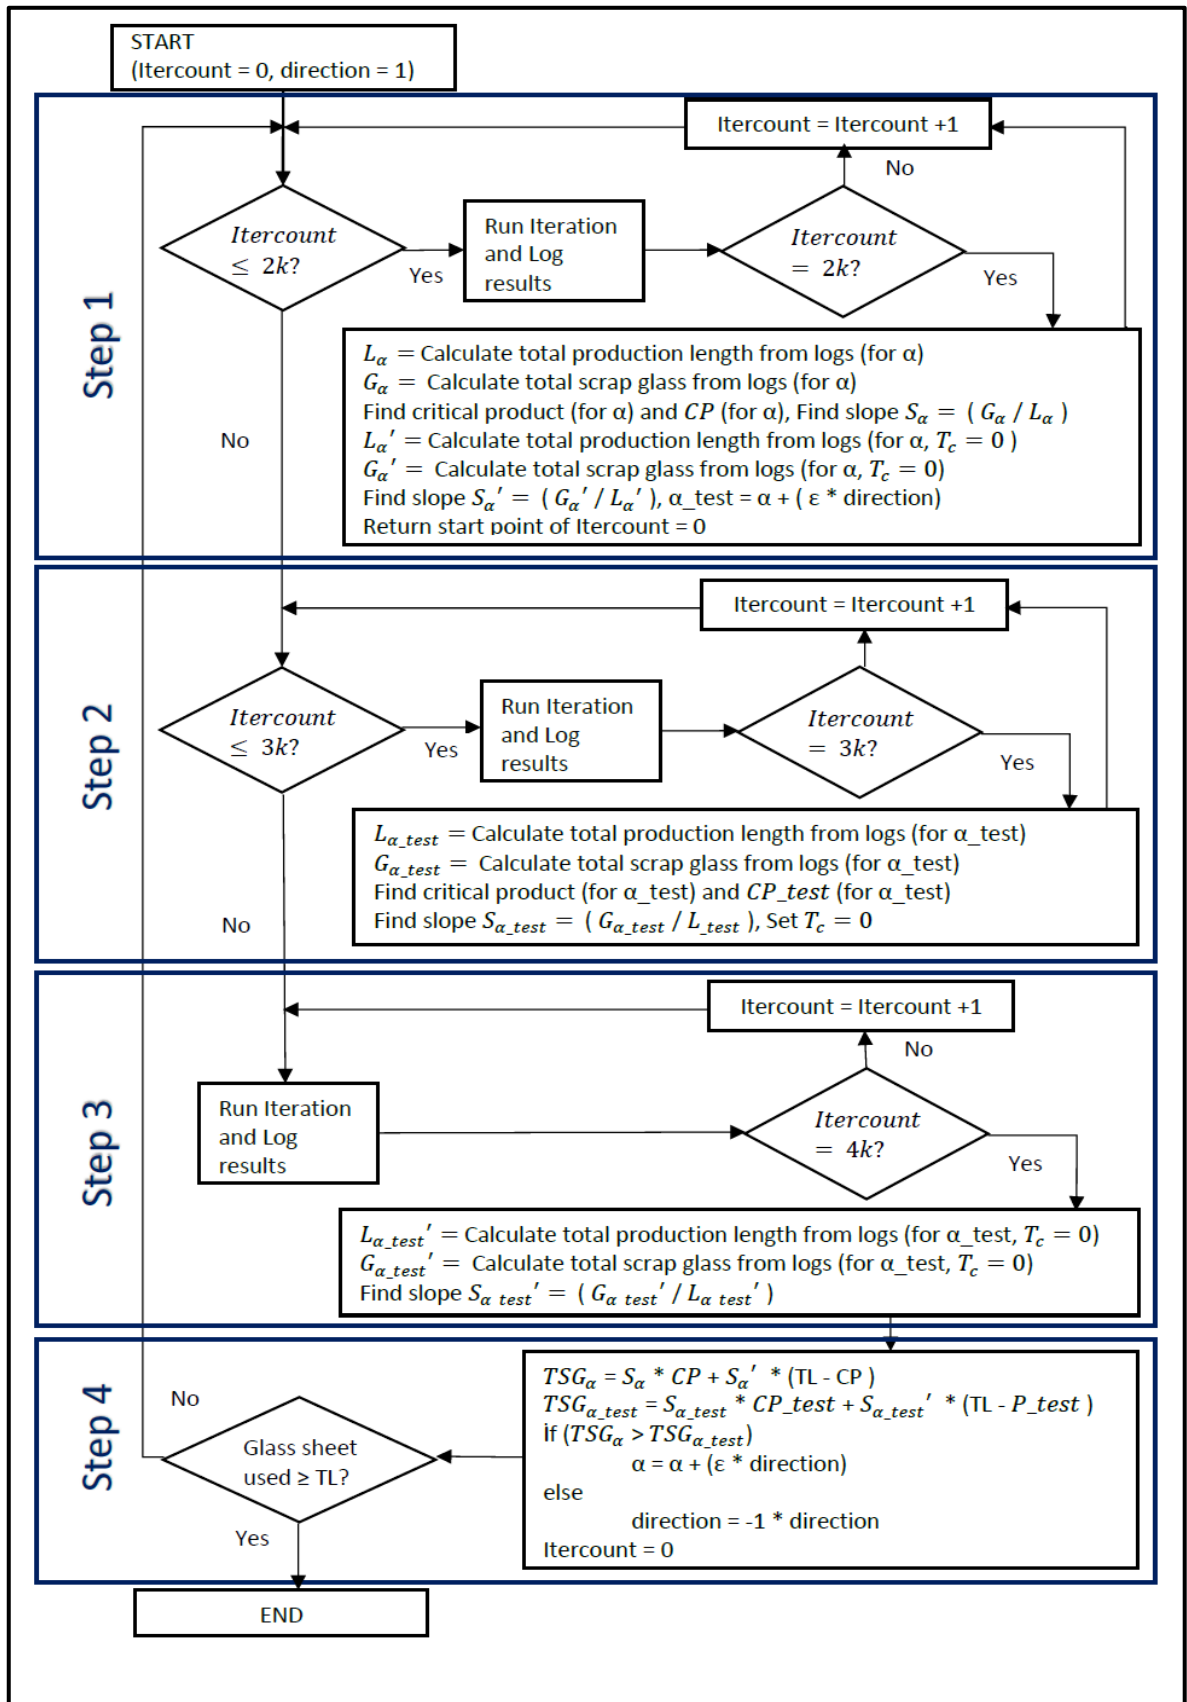 START
(Itercount = 0, direction = 1)
Step 1
Itercount = Itercount +1
No
Itercount
≤ 2k?
Yes
Run Iteration
and Log
results
Itercount
= 2k?
Yes
No
L_α = Calculate total production length from logs (for α)
G_α = Calculate total scrap glass from logs (for α)
Find critical product (for α) and CP (for α), Find slope S_α = ( G_α / L_α )
L_α' = Calculate total production length from logs (for α, T_c = 0 )
G_α' = Calculate total scrap glass from logs (for α, T_c = 0)
Find slope S_α' = ( G_α' / L_α' ), α_test = α + ( ε * direction)
Return start point of Itercount = 0
Step 2
Itercount = Itercount +1
Itercount
≤ 3k?
Yes
Run Iteration
and Log
results
Itercount
= 3k?
Yes
No
L_α_test = Calculate total production length from logs (for α_test)
G_α_test = Calculate total scrap glass from logs (for α_test)
Find critical product (for α_test) and CP_test (for α_test)
Find slope S_α_test = ( G_α_test / L_test ), Set T_c = 0
Step 3
Itercount = Itercount +1
No
Run Iteration
and Log
results
Itercount
= 4k?
Yes
L_α_test' = Calculate total production length from logs (for α_test, T_c = 0)
G_α_test' = Calculate total scrap glass from logs (for α_test, T_c = 0)
Find slope S_α_test' = ( G_α_test' / L_α_test' )
Step 4
No
Glass sheet
used ≥ TL?
Yes
TSG_α = S_α * CP + S_α' * (TL - CP )
TSG_α_test = S_α_test * CP_test + S_α_test' * (TL - P_test )
İf (TSG_α > TSG_α_test)
α = α + (ε * direction)
else
direction = -1 * direction
Itercount = 0
END